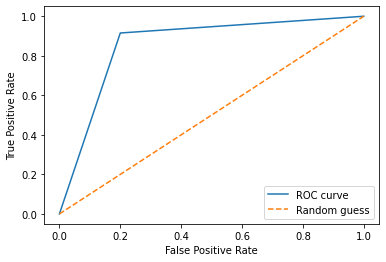 1.0
0.8
0.6
0.4
0.2
0.0
True Positive Rate
0.0 0.2 0.4 0.6 0.8 1.0
False Positive Rate
ROC curve
Random guess